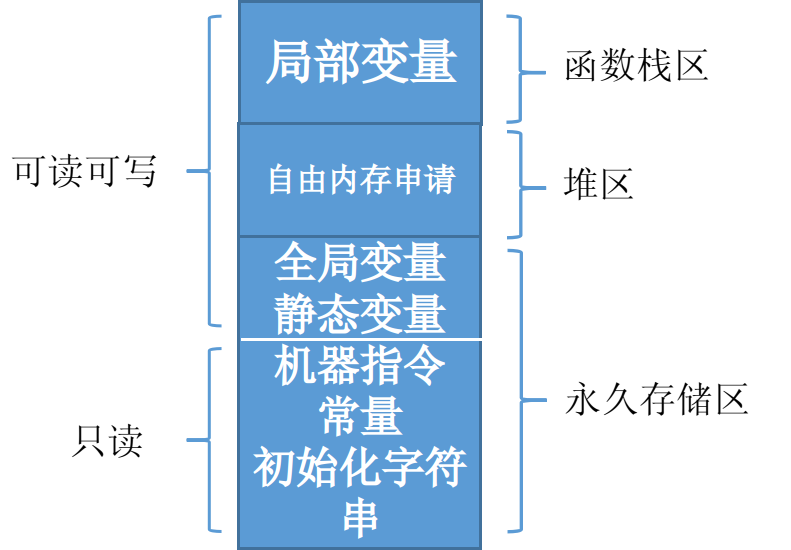 局部变量
函数栈区
可读可写
自由内存申请
堆区
全局变量
静态变量
机器指令
常量
初始化字符
串
永久存储区
只读